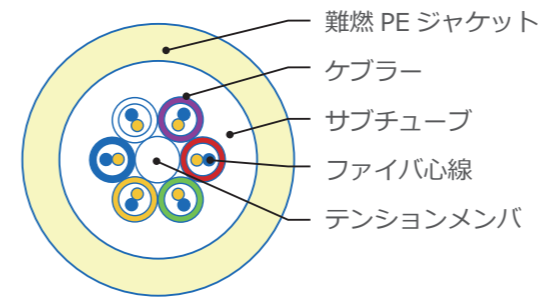 難燃 PE ジャケット
ケブラー
サブチューブ
ファイバ心線
テンションメンバ